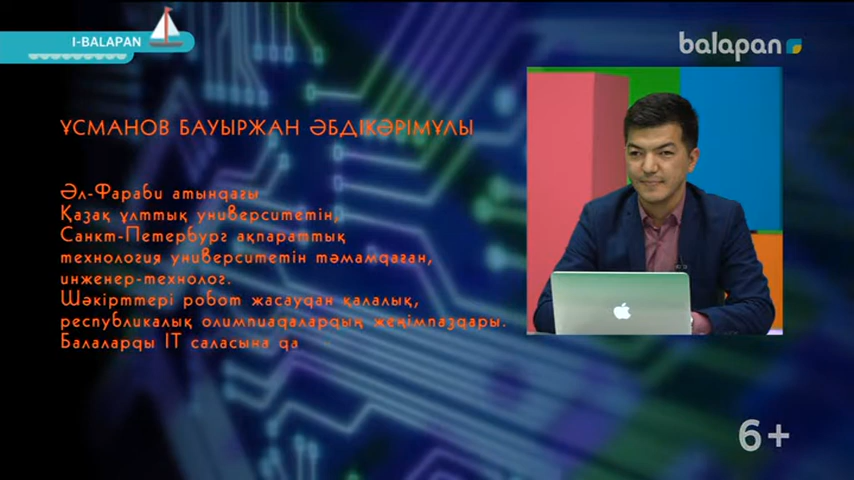 I-BALAPAN
balapan
ҰСМАНОВ БАУЫРЖАН ӘБДІКӘРІМҰЛЫ
Әл-Фараби атындағы
Қазақ ұлттық университетін,
Санкт-Петербург ақпараттық
технология университетін тәмамдаған,
инженер-технолог.
Шәкірттері робот жасаудан қалалық,
республикалық олимпиадалардың жеңімпаздары.
Балаларды IT саласына да
6+